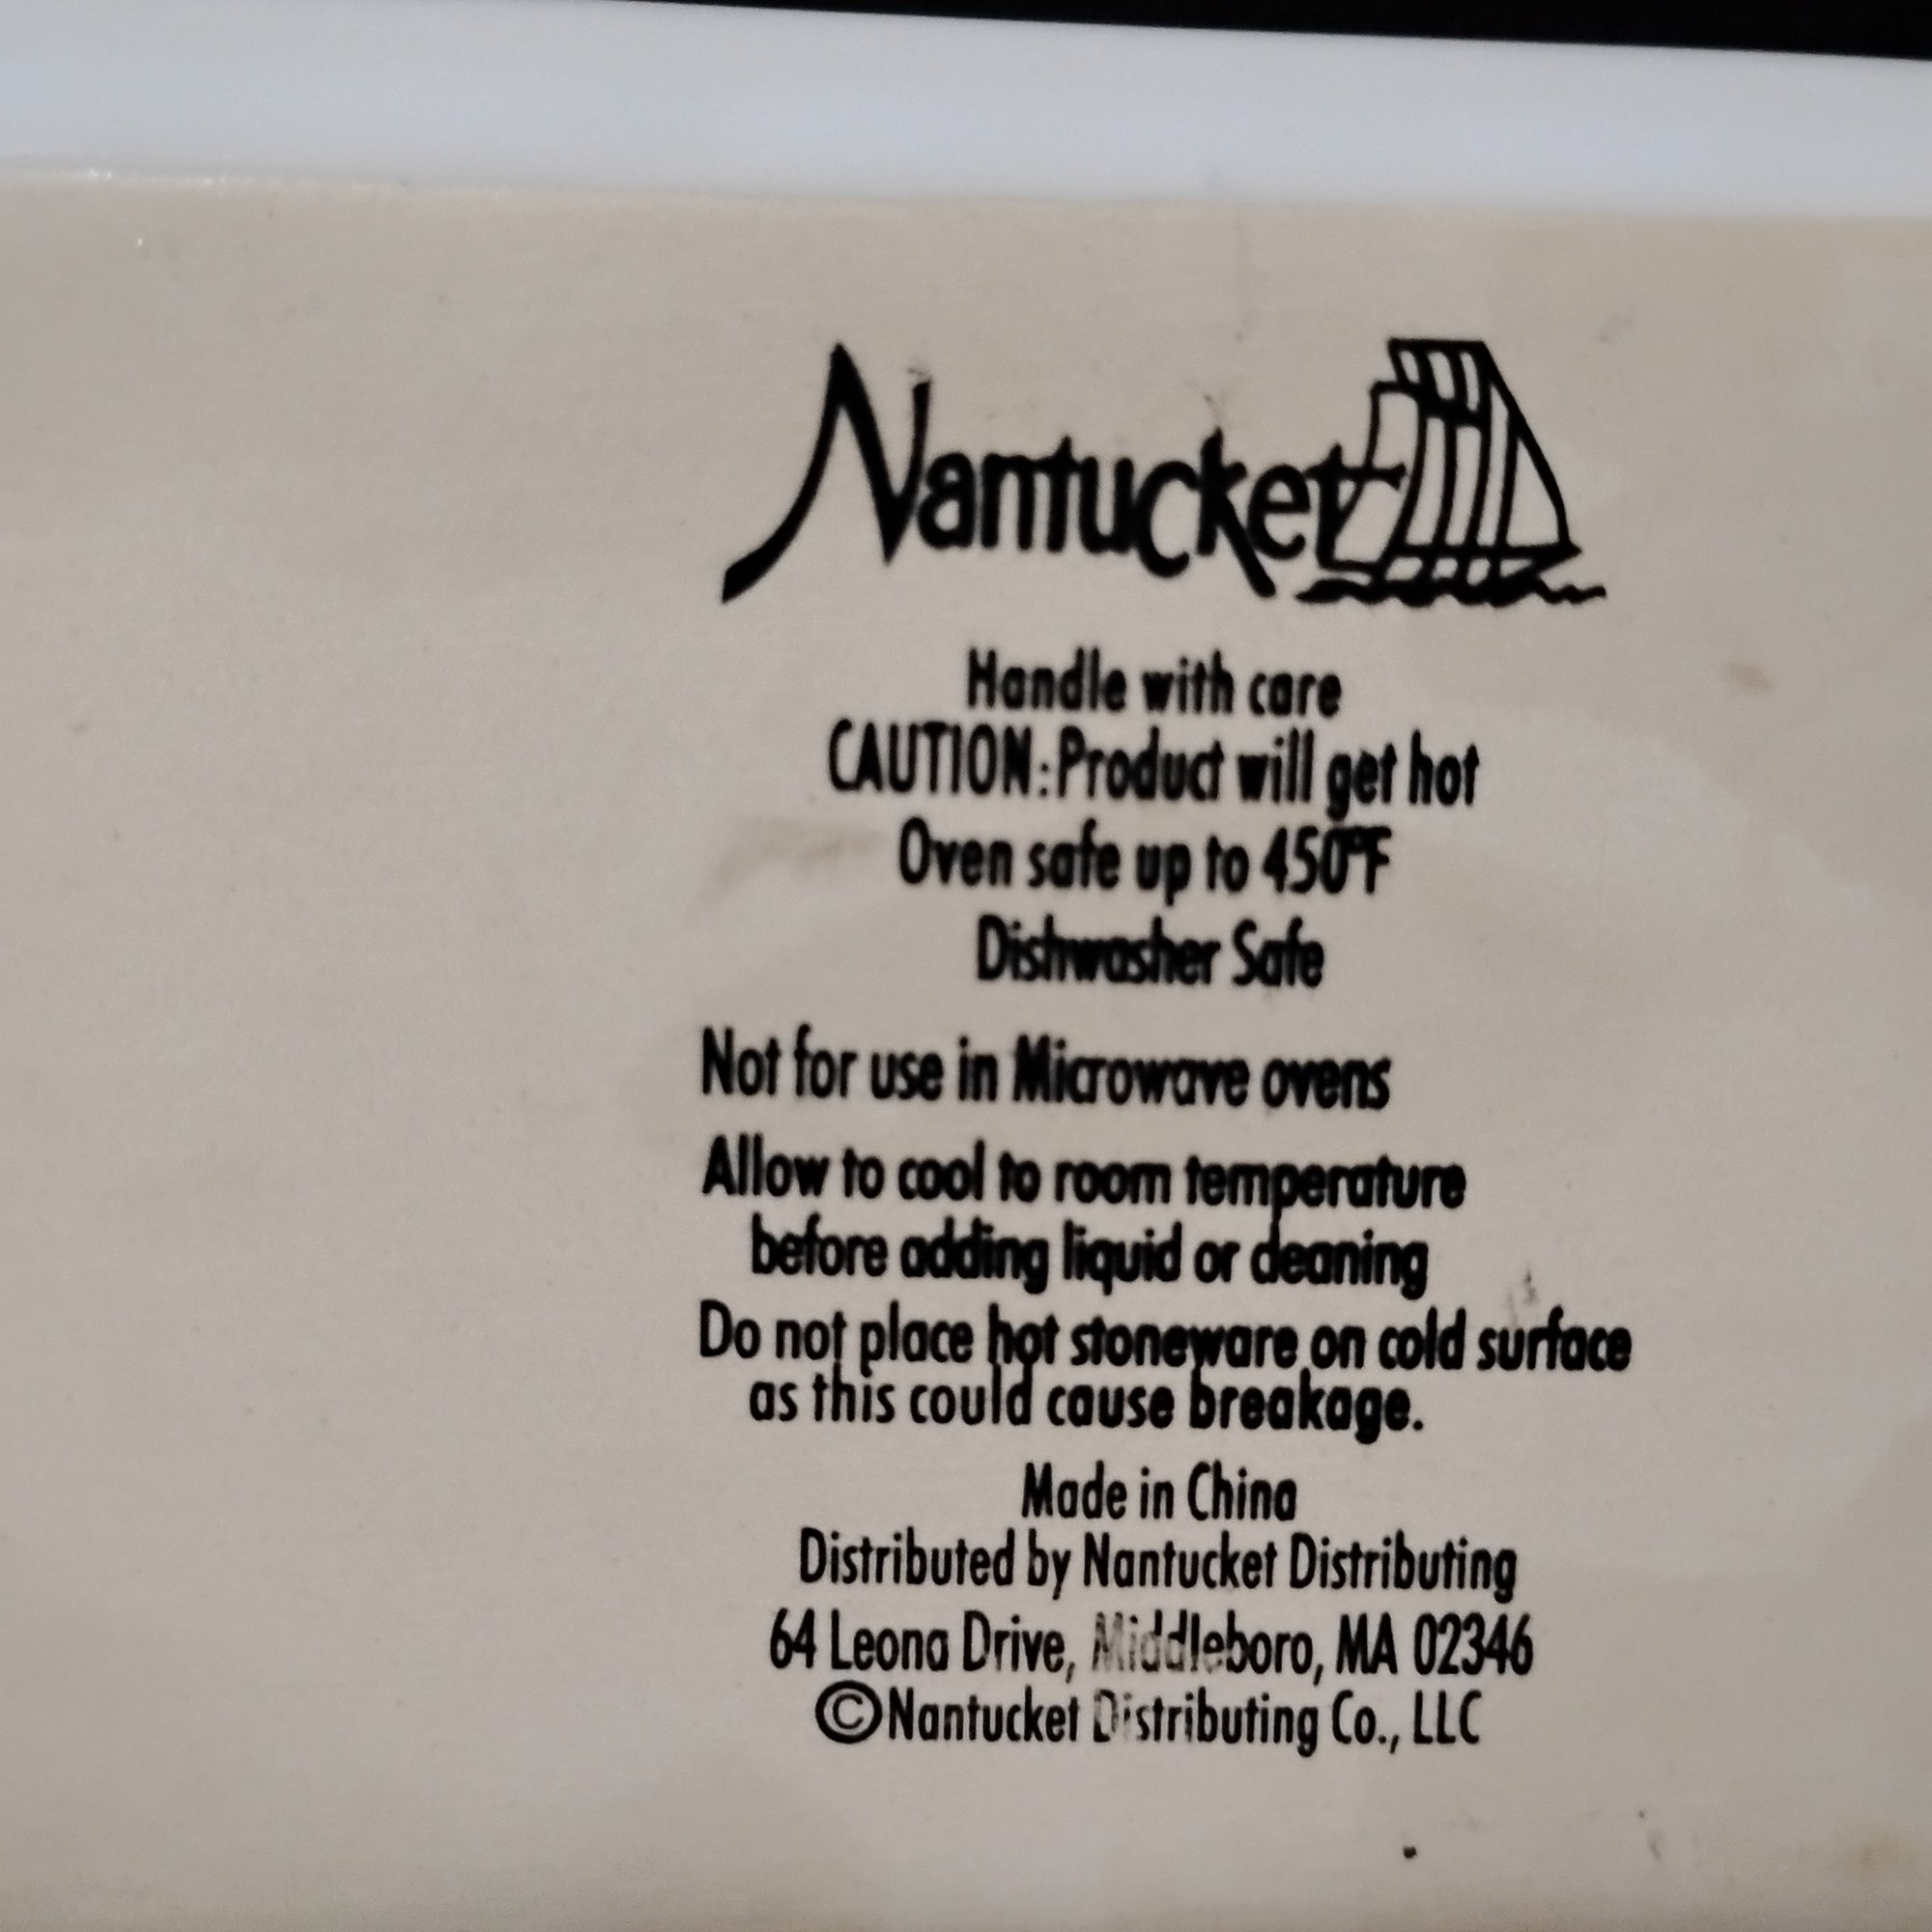 Nantucket
Handle with care
CAUTION: Product will get hot
Oven safe up to 450°F
Dishwasher Safe
Not for use in Microwave ovens
Allow to cool to room temperature
before adding liquid or cleaning
Do not place hot stoneware on cold surface
as this could cause breakage.
Made in China
Distributed by Nantucket Distributing
64 Leona Drive, Middleboro, MA 02346
©Nantucket Distributing Co., LLC